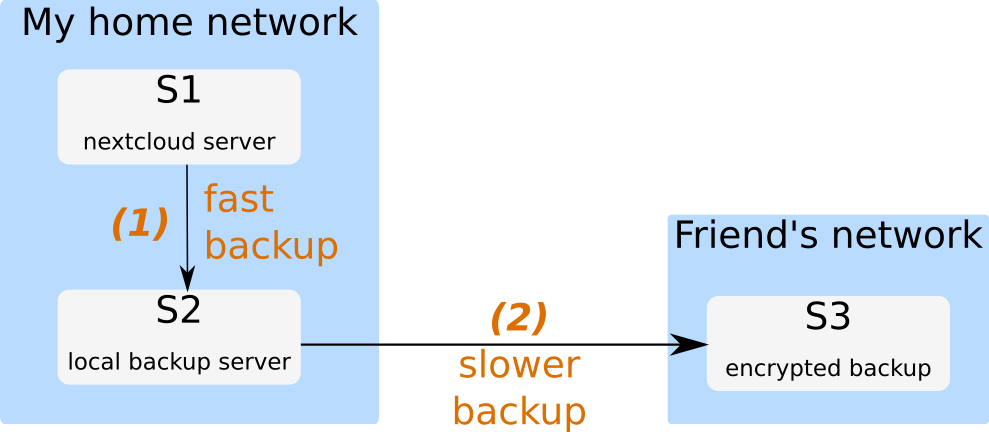 My home network
S1
nextcloud server
(1)
fast
backup
S2
local backup server
(2)
slower
backup
Friend's network
S3
encrypted backup